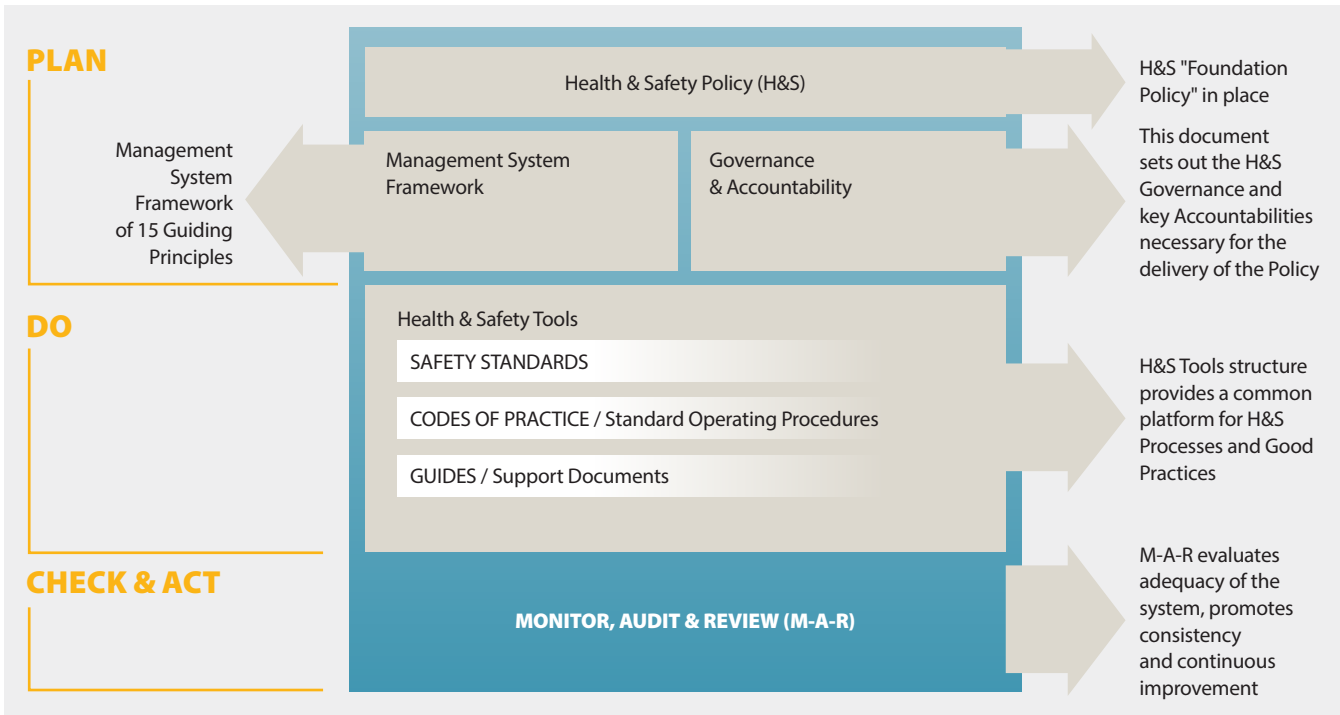 PLAN
Health & Safety Policy (H&S)
H&S "Foundation
Policy" in place
Management
System
Framework
of 15 Guiding
Principles
Management System
Framework
Governance
& Accountability
This document
sets out the H&S
Governance and
key Accountabilities
necessary for the
delivery of the Policy
DO
Health & Safety Tools
SAFETY STANDARDS
CODES OF PRACTICE / Standard Operating Procedures
GUIDES / Support Documents
H&S Tools structure
provides a common
platform for H&S
Processes and Good
Practices
CHECK & ACT
MONITOR, AUDIT & REVIEW (M-A-R)
M-A-R evaluates
adequacy of the
system, promotes
consistency
and continuous
improvement